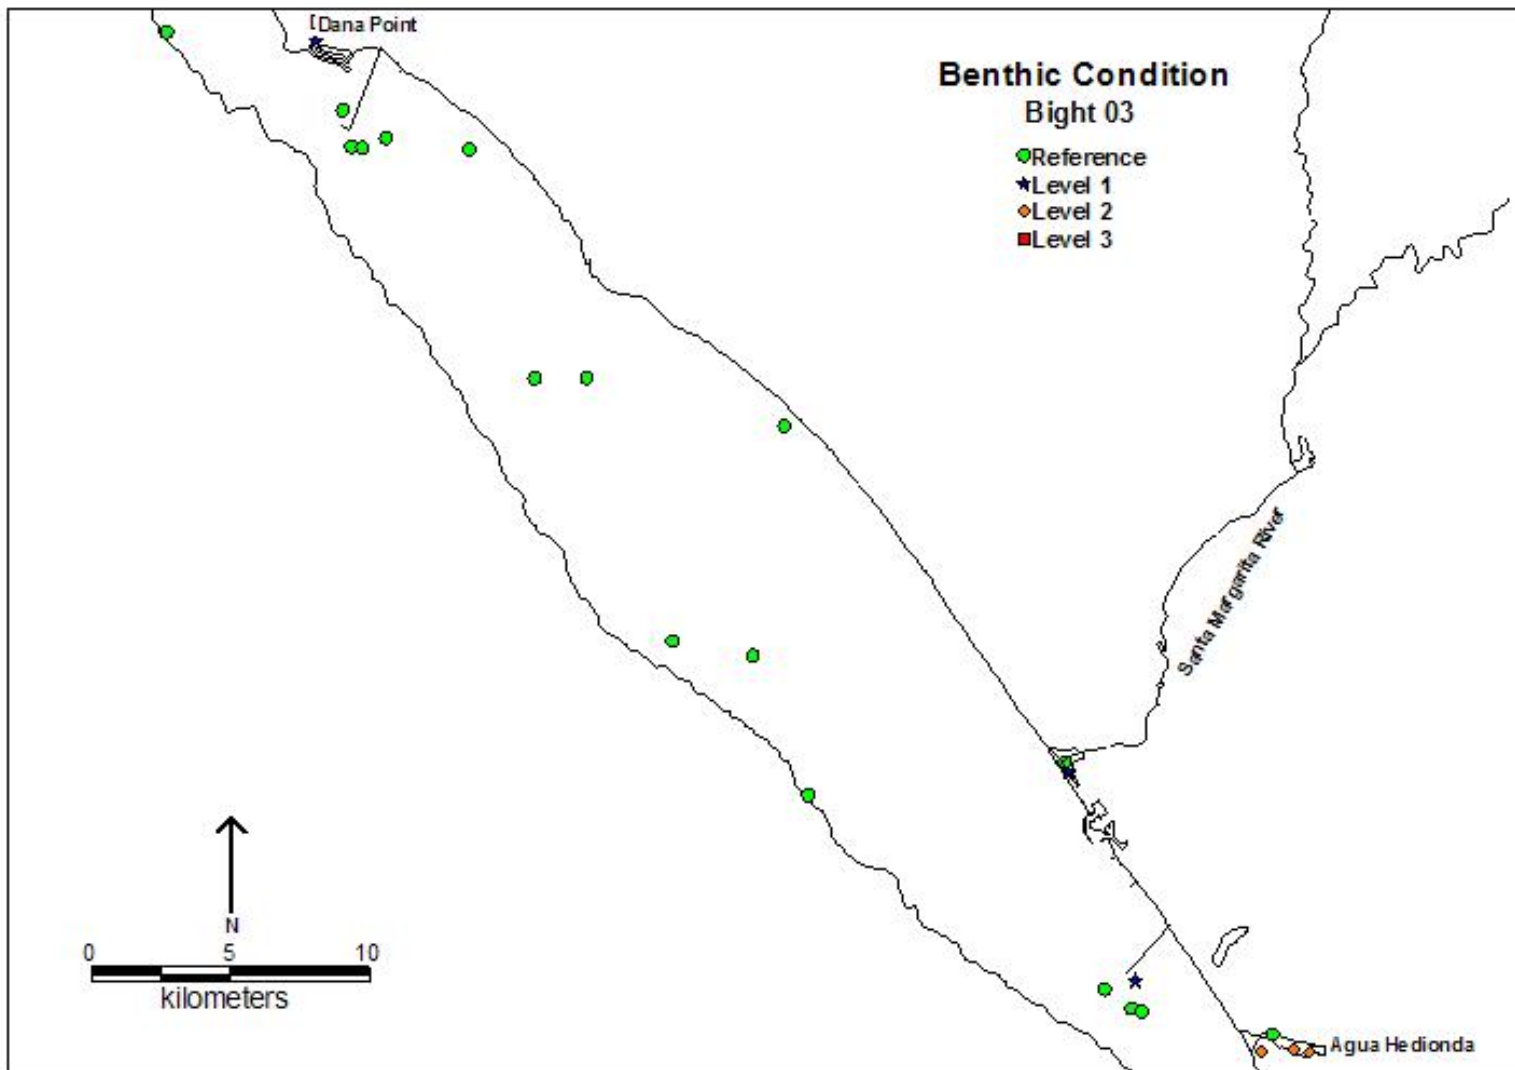 Dana Point
Benthic Condition
Bight 03
Reference
Level 1
Level 2
Level 3
Santa Margarita River
N
0 5 10
kilometers
Agua Hedionda